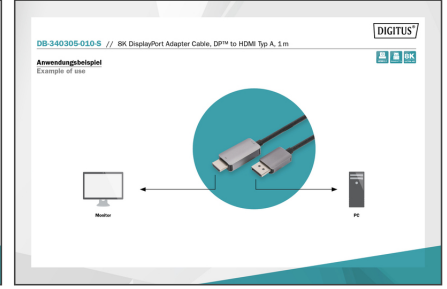 DIGITUS®
DB-340305-010-S // 8K DisplayPort Adapter Cable, DP™ to HDMI Typ A, 1 m
Anwendungsbeispiel
Example of use
8K
Monitor
PC